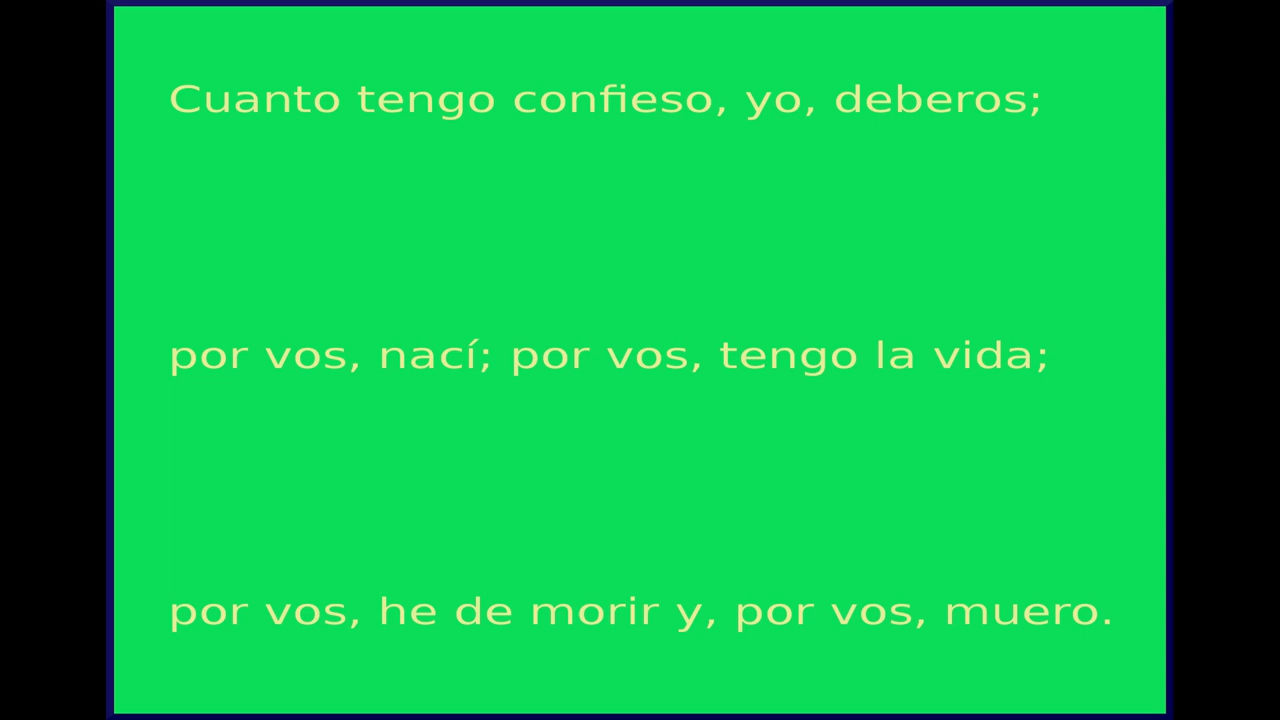 Cuanto tengo confieso, yo, deberos;
por vos, nací; por vos, tengo la vida;
por vos, he de morir y, por vos, muero.